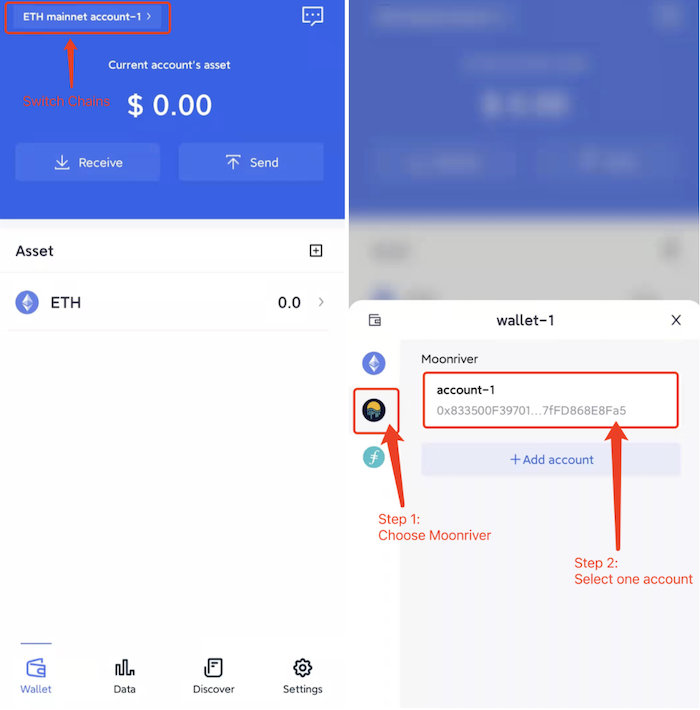 ETH mainnet account-1 >
Current account's asset
Switch Chains
$ 0.00
Receive
Send
Asset
ETH
0.0 >
Wallet
Data
Discover
Settings
wallet-1
Moonriver
account-1
0x833500F39701...7fFD868E8Fa5
+Add account
Step 1:
Choose Moonriver
Step 2:
Select one account